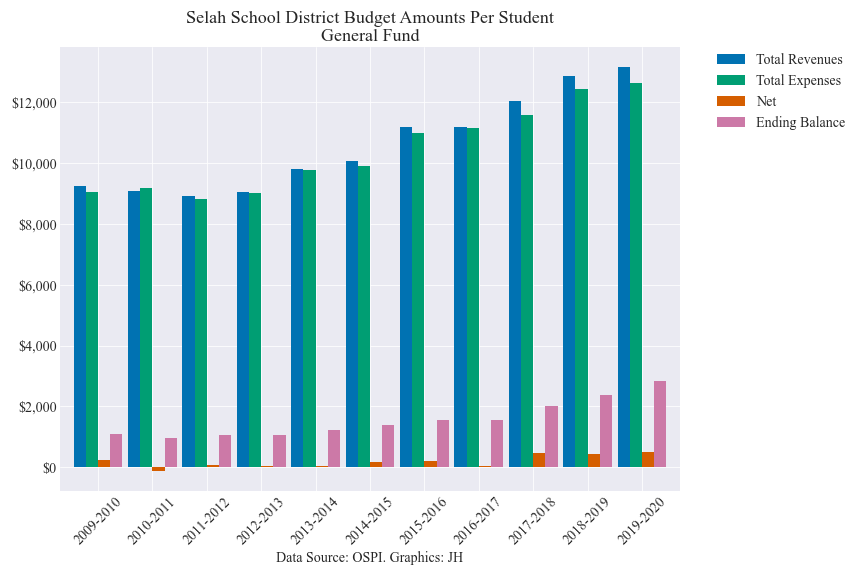 Selah School District Budget Amounts Per Student
General Fund
Total Revenues
Total Expenses
Net
Ending Balance
$12,000
$10,000
$8,000
$6,000
$4,000
$2,000
$0
2009-2010
2010-2011
2011-2012
2012-2013
2013-2014
2014-2015
2015-2016
2016-2017
2017-2018
2018-2019
2019-2020
Data Source: OSPI. Graphics: JH